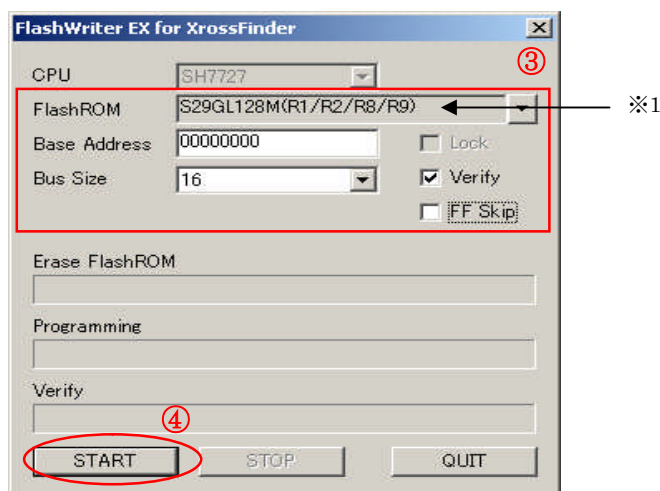 FlashWriter EX for XrossFinder
③
CPU SH7727
FlashROM S29GL128M(R1/R2/R8/R9) ※1
Base Address 00000000 Lock
Bus Size 16 Verify
FF Skip
Erase FlashROM
Programming
Verify
④
START STOP QUIT